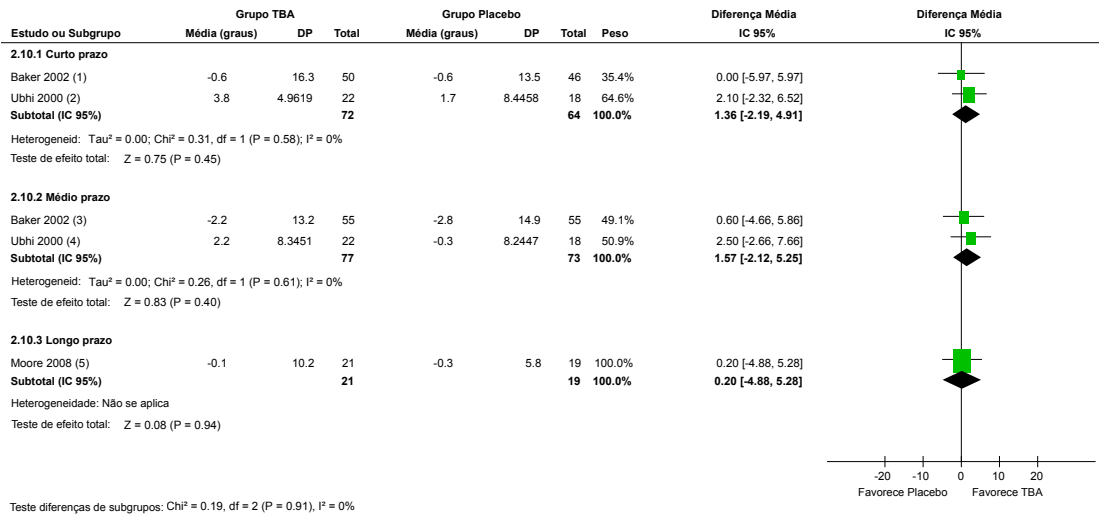 Grupo TBA Grupo Placebo Diferença Média Diferença Média
Estudo ou Subgrupo Média (graus) DP Total Média (graus) DP Total Peso IC 95% IC 95%
2.10.1 Curto prazo
Baker 2002 (1) -0.6 16.3 50 -0.6 13.5 46 35.4% 0.00 [-5.97, 5.97]
Ubhi 2000 (2) 3.8 4.9619 22 1.7 8.4458 18 64.6% 2.10 [-2.32, 6.52]
Subtotal (IC 95%) 72 64 100.0% 1.36 [-2.19, 4.91]
Heterogeneid: Tau² = 0.00; Chi² = 0.31, df = 1 (P = 0.58); I² = 0%
Teste de efeito total: Z = 0.75 (P = 0.45)
2.10.2 Médio prazo
Baker 2002 (3) -2.2 13.2 55 -2.8 14.9 55 49.1% 0.60 [-4.66, 5.86]
Ubhi 2000 (4) 2.2 8.3451 22 -0.3 8.2447 18 50.9% 2.50 [-2.66, 7.66]
Subtotal (IC 95%) 77 73 100.0% 1.57 [-2.12, 5.25]
Heterogeneid: Tau² = 0.00; Chi² = 0.26, df = 1 (P = 0.61); I² = 0%
Teste de efeito total: Z = 0.83 (P = 0.40)
2.10.3 Longo prazo
Moore 2008 (5) -0.1 10.2 21 -0.3 5.8 19 100.0% 0.20 [-4.88, 5.28]
Subtotal (IC 95%) 21 19 100.0% 0.20 [-4.88, 5.28]
Heterogeneidade: Não se aplica
Teste de efeito total: Z = 0.08 (P = 0.94)
-20 -10 0 10 20
Favorece Placebo Favorece TBA
Teste diferenças de subgrupos: Chi² = 0.19, df = 2 (P = 0.91), I² = 0%